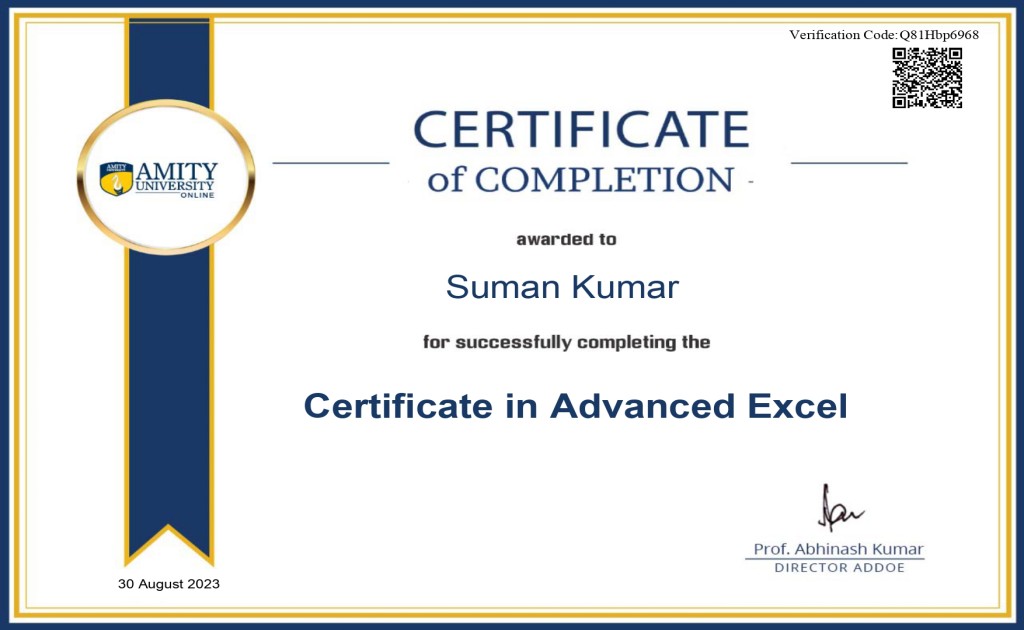 Verification Code: Q81Hbp6968
CERTIFICATE
of COMPLETION -
AMITY
AMITY
UNIVERSITY
ONLINE
awarded to
Suman Kumar
for successfully completing the
Certificate in Advanced Excel
Prof. Abhinash Kumar
DIRECTOR ADDOE
30 August 2023